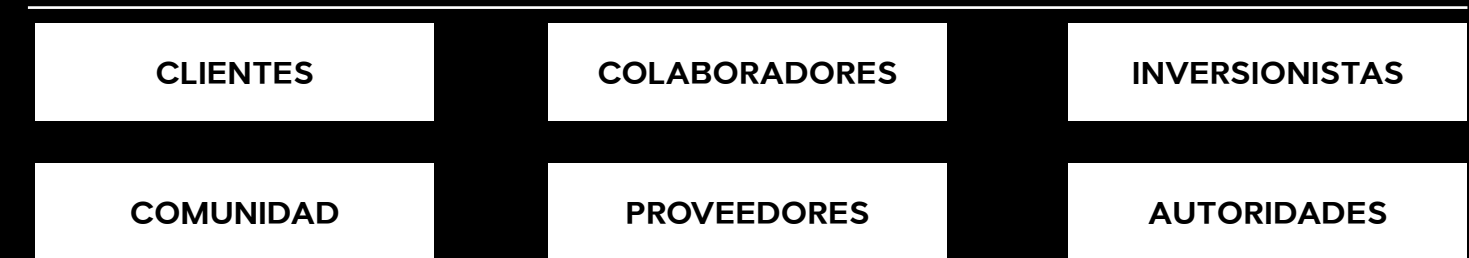 CLIENTES
COLABORADORES
INVERSIONISTAS
COMUNIDAD
PROVEEDORES
AUTORIDADES